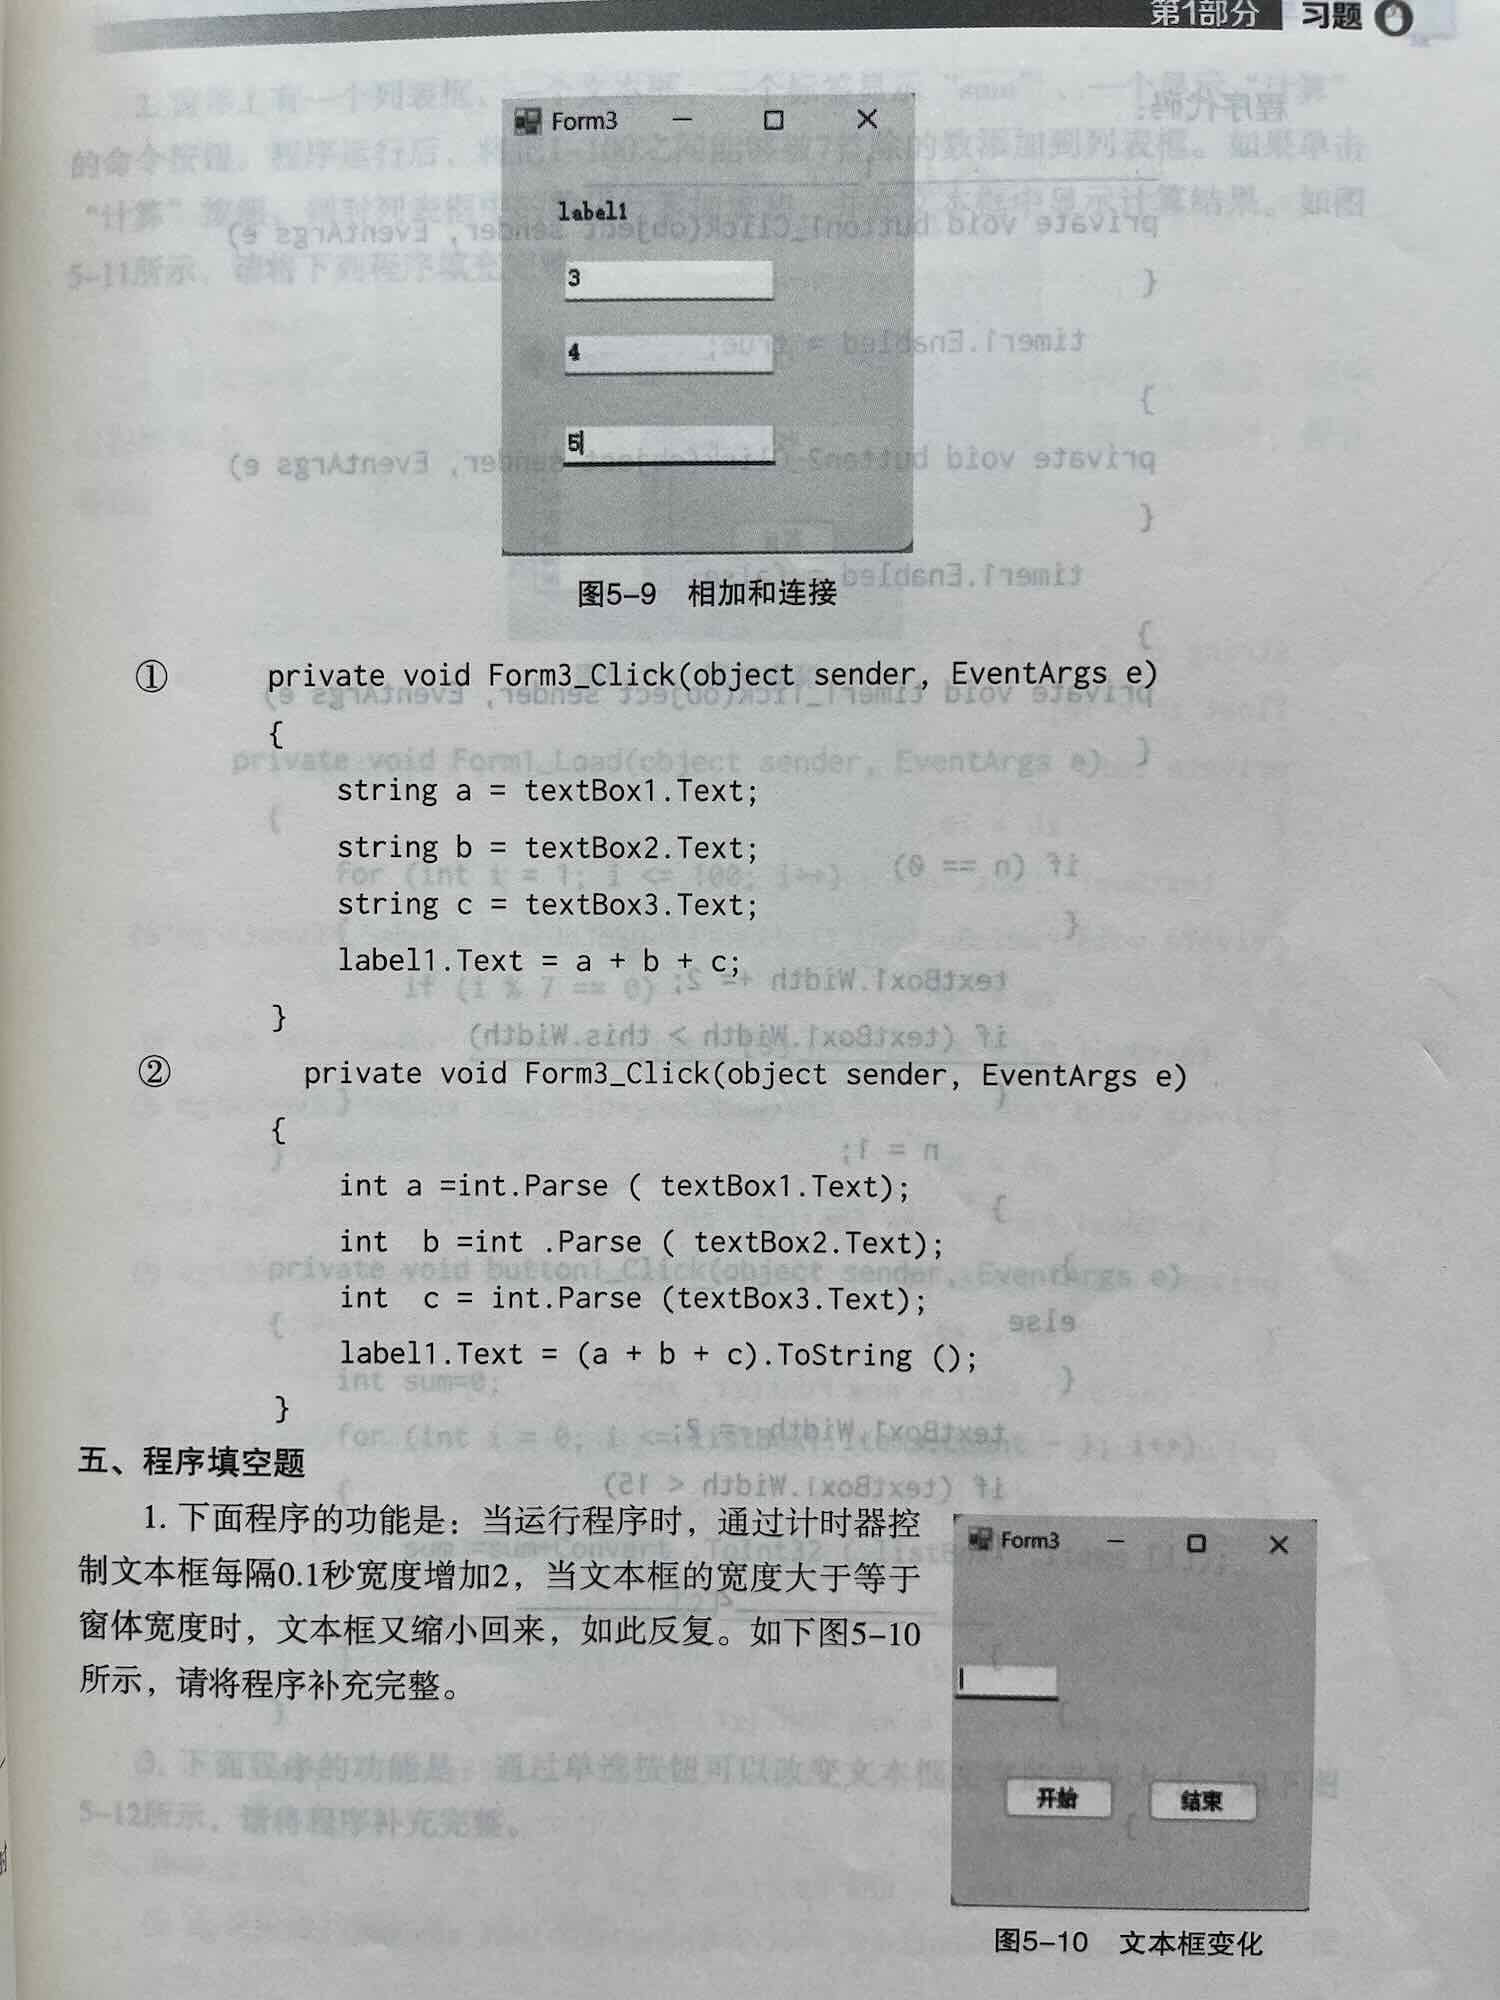 第1部分 习题
Form3
label1
3
4
5
图5-9 相加和连接
① private void Form3_Click(object sender, EventArgs e)
{
string a = textBox1.Text;
string b = textBox2.Text;
string c = textBox3.Text;
label1.Text = a + b + c;
}
② private void Form3_Click(object sender, EventArgs e)
{
int a =int.Parse ( textBox1.Text);
int b =int .Parse ( textBox2.Text);
int c = int.Parse (textBox3.Text);
label1.Text = (a + b + c).ToString ();
}
五、程序填空题
1. 下面程序的功能是：当运行程序时，通过计时器控
制文本框每隔0.1秒宽度增加2，当文本框的宽度大于等于
窗体宽度时，文本框又缩小回来，如此反复。如下图5-10
所示，请将程序补充完整。
Form3
开始 结束
图5-10 文本框变化